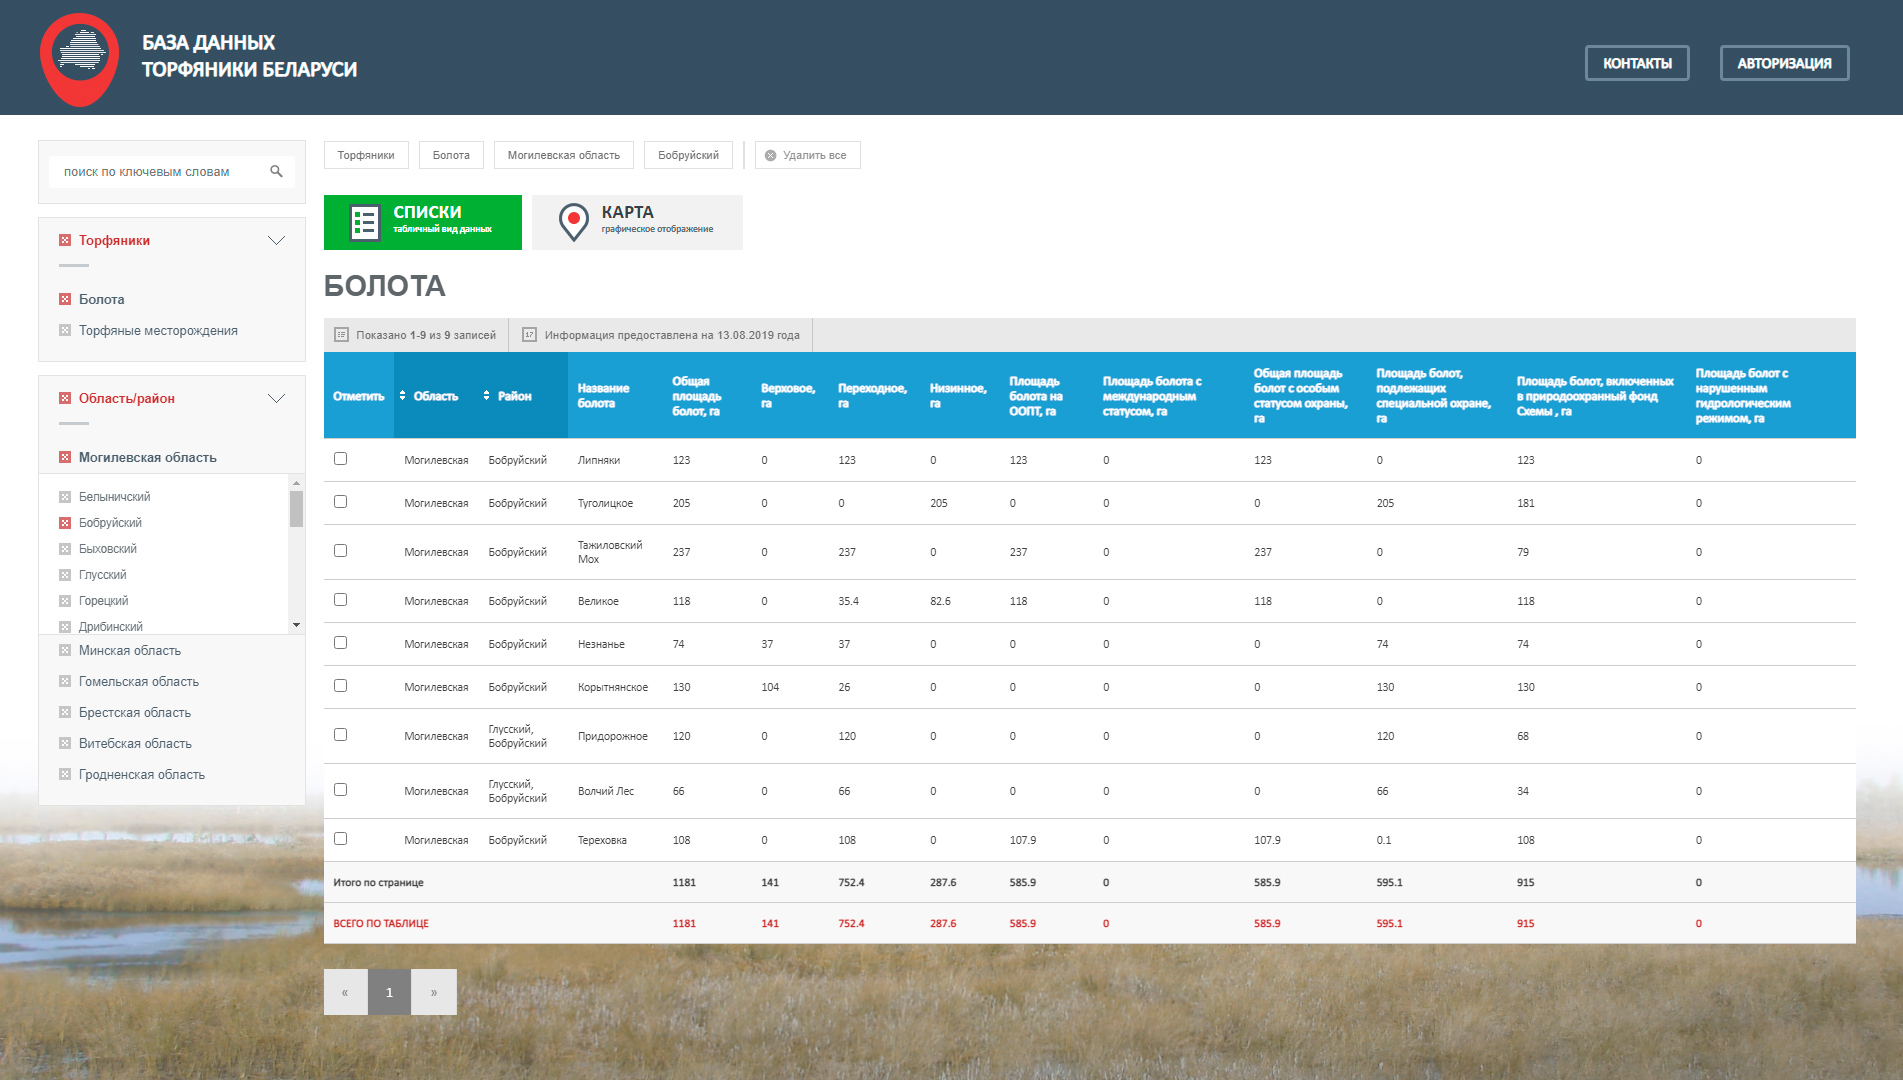 БАЗА ДАННЫХ
ТОРФЯНИКИ БЕЛАРУСИ
КОНТАКТЫ
АВТОРИЗАЦИЯ
поиск по ключевым словам
Торфяники
Болота
Торфяные месторождения
Область/район
Могилевская область
Белыничский
Бобруйский
Быховский
Глусский
Горецкий
Дрибинский
Минская область
Гомельская область
Брестская область
Витебская область
Гродненская область
Торфяники Болота Могилевская область Бобруйский Удалить все
СПИСКИ
табличный вид данных
КАРТА
графическое отображение
БОЛОТА
Показано 1-9 из 9 записей
17 Информация предоставлена на 13.08.2019 года
Отметить
Область
Район
Название
болота
Общая
площадь
болот, га
Верховое,
га
Переходное,
га
Низинное,
га
Площадь
болота на
ООПТ, га
Площадь болота с
международным
статусом, га
Общая площадь
болот с особым
статусом охраны,
га
Площадь болот,
подлежащих
специальной охране,
га
Площадь болот, включенных
в природоохранный фонд
Схемы , га
Площадь болот с
нарушенным
гидрологическим
режимом, га
Могилевская Бобруйский Липняки 123 0 123 0 123 0 123 0 123 0
Могилевская Бобруйский Туголицкое 205 0 0 205 0 0 0 205 181 0
Могилевская Бобруйский Тажиловский
Мох 237 0 237 0 237 0 237 0 79 0
Могилевская Бобруйский Великое 118 0 35.4 82.6 118 0 118 0 118 0
Могилевская Бобруйский Незнанье 74 37 37 0 0 0 0 74 74 0
Могилевская Бобруйский Корытнянское 130 104 26 0 0 0 0 130 130 0
Могилевская Глусский,
Бобруйский Придорожное 120 0 120 0 0 0 0 120 68 0
Могилевская Глусский,
Бобруйский Волчий Лес 66 0 66 0 0 0 0 66 34 0
Могилевская Бобруйский Тереховка 108 0 108 0 107.9 0 107.9 0.1 108 0
Итого по странице 1181 141 752.4 287.6 585.9 0 585.9 595.1 915 0
ВСЕГО ПО ТАБЛИЦЕ 1181 141 752.4 287.6 585.9 0 585.9 595.1 915 0
« 1 »